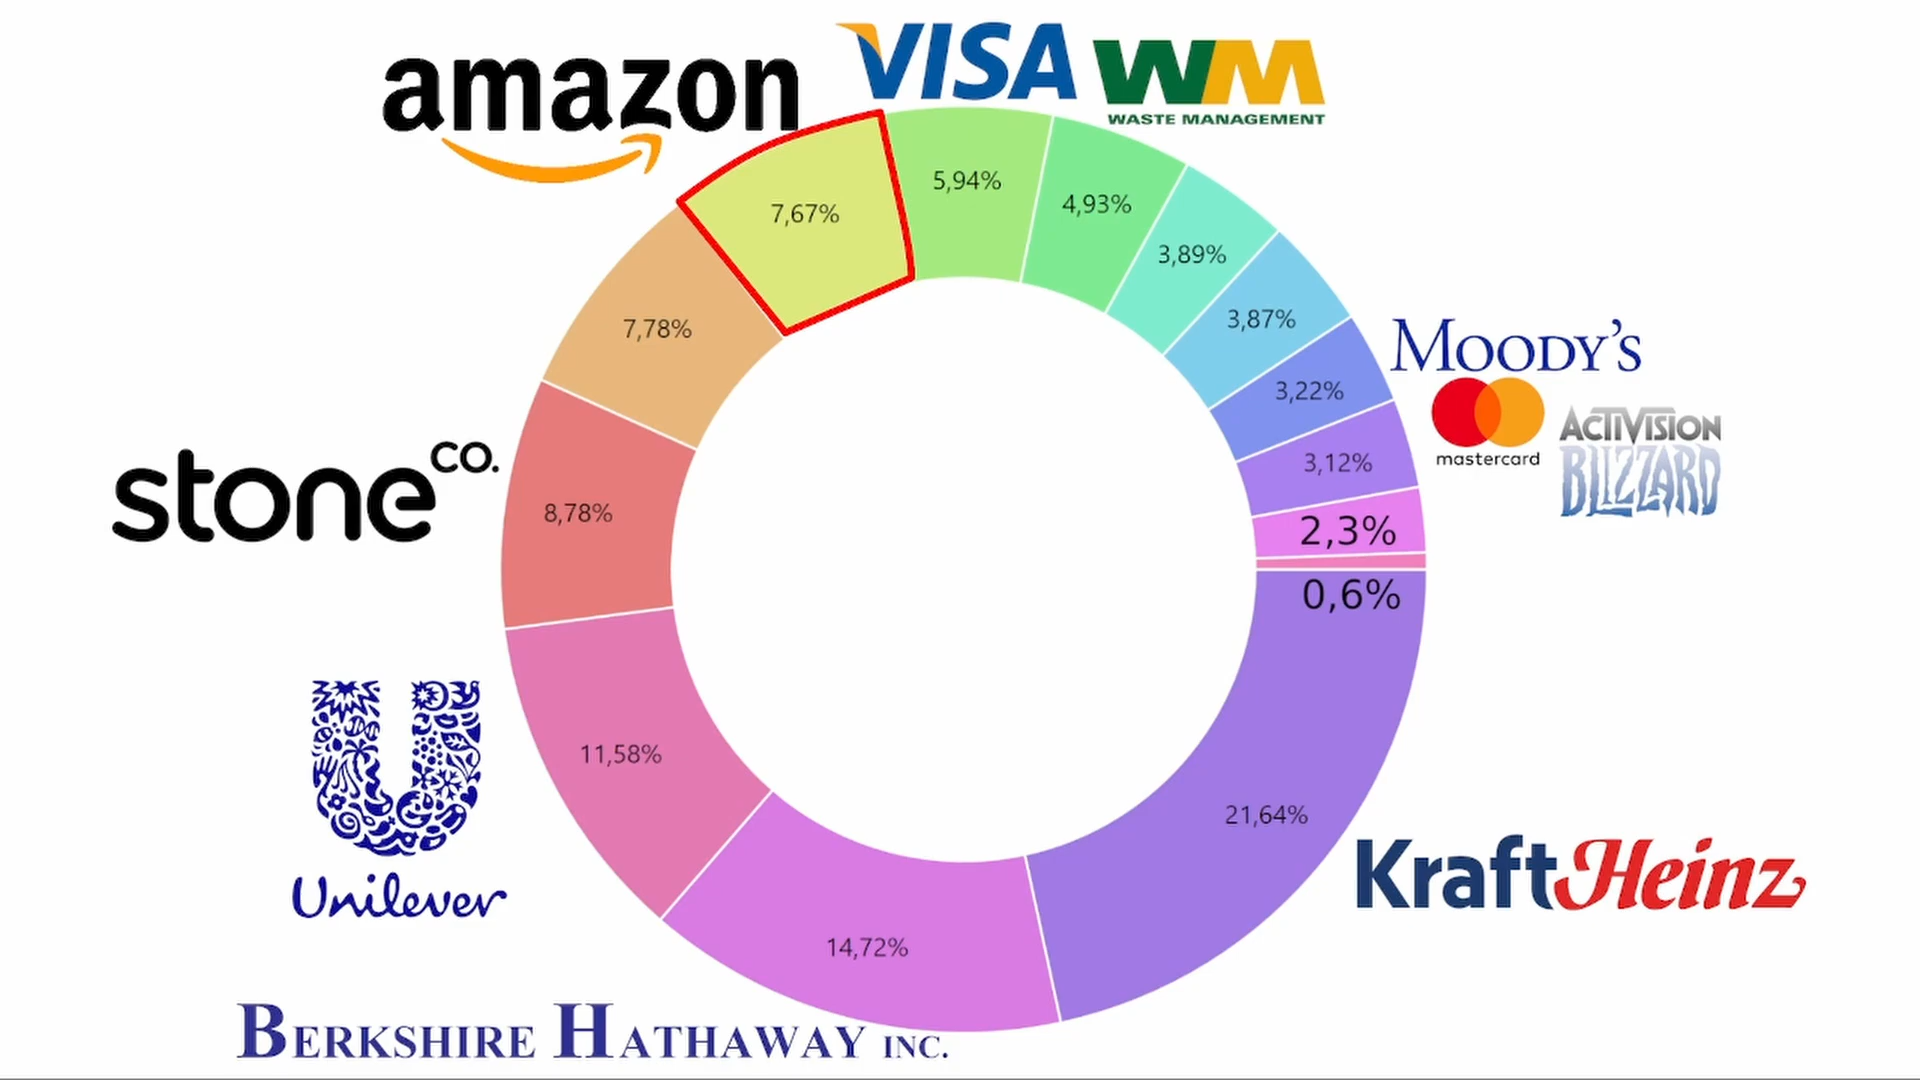 amazon
VISA
WM
WASTE MANAGEMENT
5,94%
4,93%
7,67%
3,89%
3,87%
7,78%
MOODY'S
3,22%
mastercard
ACTIVISION
BLIZZARD
3,12%
stone CO.
8,78%
2,3%
0,6%
11,58%
21,64%
Unilever
KraftHeinz
14,72%
BERKSHIRE HATHAWAY INC.